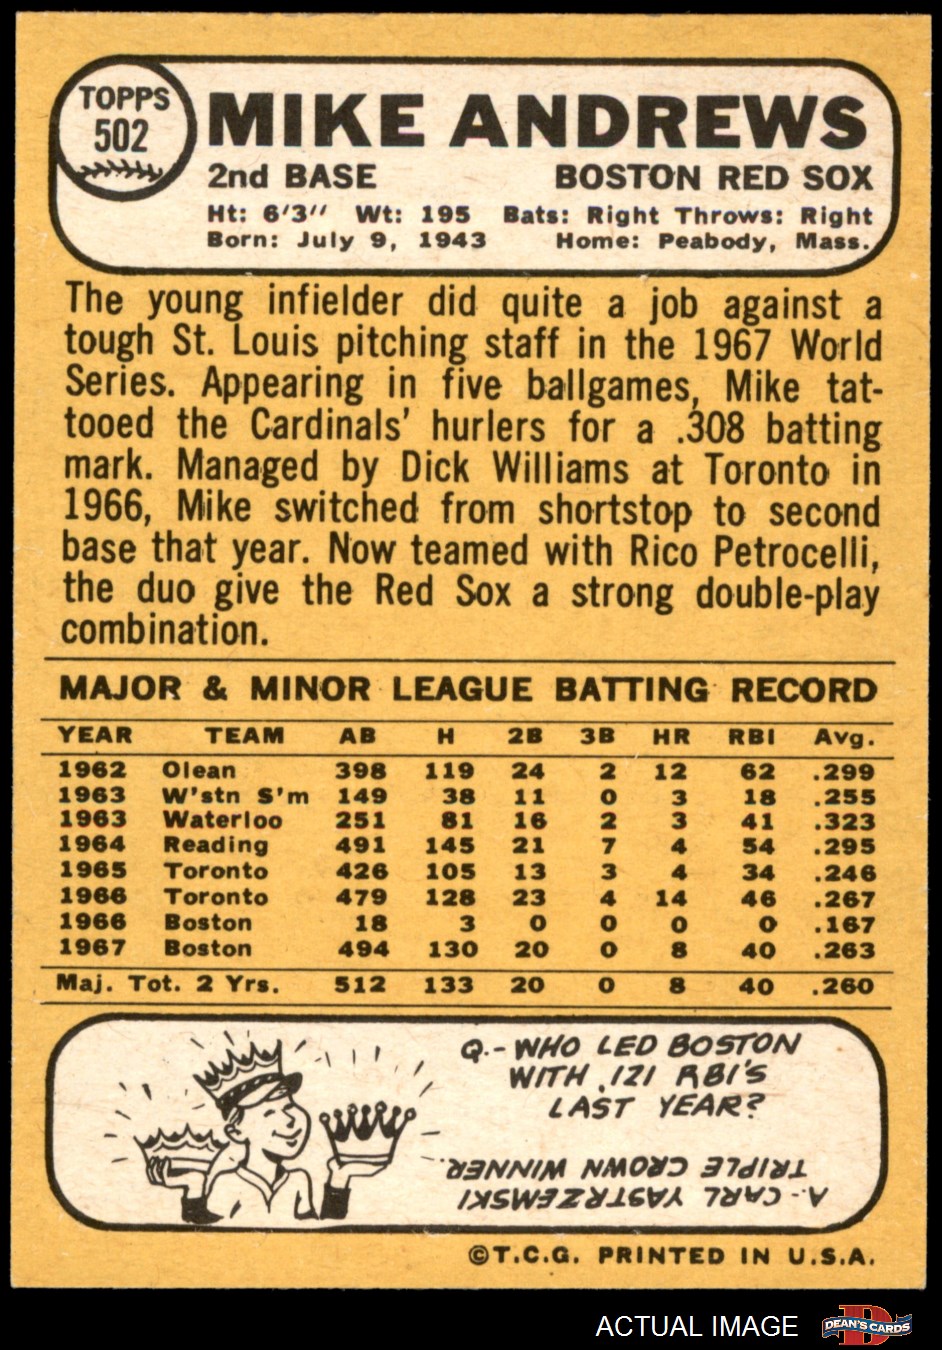 TOPPS
502
MIKE ANDREWS
2nd BASE BOSTON RED SOX
Ht: 6'3" Wt: 195 Bats: Right Throws: Right
Born: July 9, 1943 Home: Peabody, Mass.
The young infielder did quite a job against a
tough St. Louis pitching staff in the 1967 World
Series. Appearing in five ballgames, Mike tat-
tooed the Cardinals' hurlers for a .308 batting
mark. Managed by Dick Williams at Toronto in
1966, Mike switched from shortstop to second
base that year. Now teamed with Rico Petrocelli,
the duo give the Red Sox a strong double-play
combination.
MAJOR & MINOR LEAGUE BATTING RECORD
YEAR TEAM AB H 2B 3B HR RBI Avg.
1962 Olean 398 119 24 2 12 62 .299
1963 W'stn S'm 149 38 11 0 3 18 .255
1963 Waterloo 251 81 16 2 3 41 .323
1964 Reading 491 145 21 7 4 54 .295
1965 Toronto 426 105 13 3 4 34 .246
1966 Toronto 479 128 23 4 14 46 .267
1966 Boston 18 3 0 0 0 0 .167
1967 Boston 494 130 20 0 8 40 .263
Maj. Tot. 2 Yrs. 512 133 20 0 8 40 .260
Q.- WHO LED BOSTON
WITH 121 RBI'S
LAST YEAR?
A.- CARL YASTRZEMSKI
TRIPLE CROWN WINNER.
©T.C.G. PRINTED IN U.S.A.
ACTUAL IMAGE
D
DEAN'S CARDS